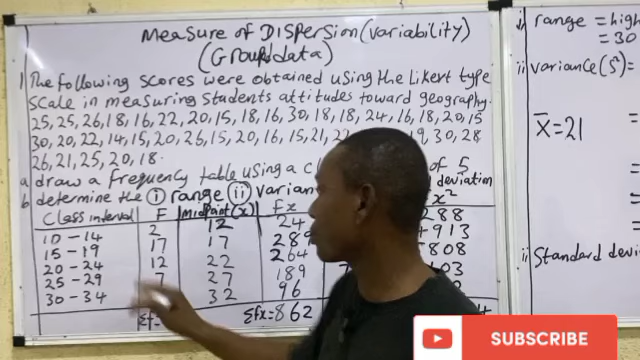 measure of DISPERSION (variability)
(Grouped data)
1 The following scores were obtained using the Likert type
scale in measuring students attitudes toward geography.
25, 25, 26, 18, 16, 22, 20, 15, 18, 16, 30, 18, 18, 24, 16, 18, 20, 15
30, 20, 22, 14, 15, 20, 26, 15, 20, 16, 15, 21, 22 19, 30, 28
26, 21, 25, 20, 18.
a draw a frequency table using a c of 5
b determine the (i) range (ii) varian deviation
Class interval F midpoint (x) fx x²
10 - 14 2 12 24 288
15 - 19 17 17 289 4913
20 - 24 12 22 264 808
25 - 29 7 27 189 03
30 - 34 32 96
Σf= Σfx=862
i) range = high
= 30
ii variance (S²) =
X̄ = 21
ii Standard devi
SUBSCRIBE